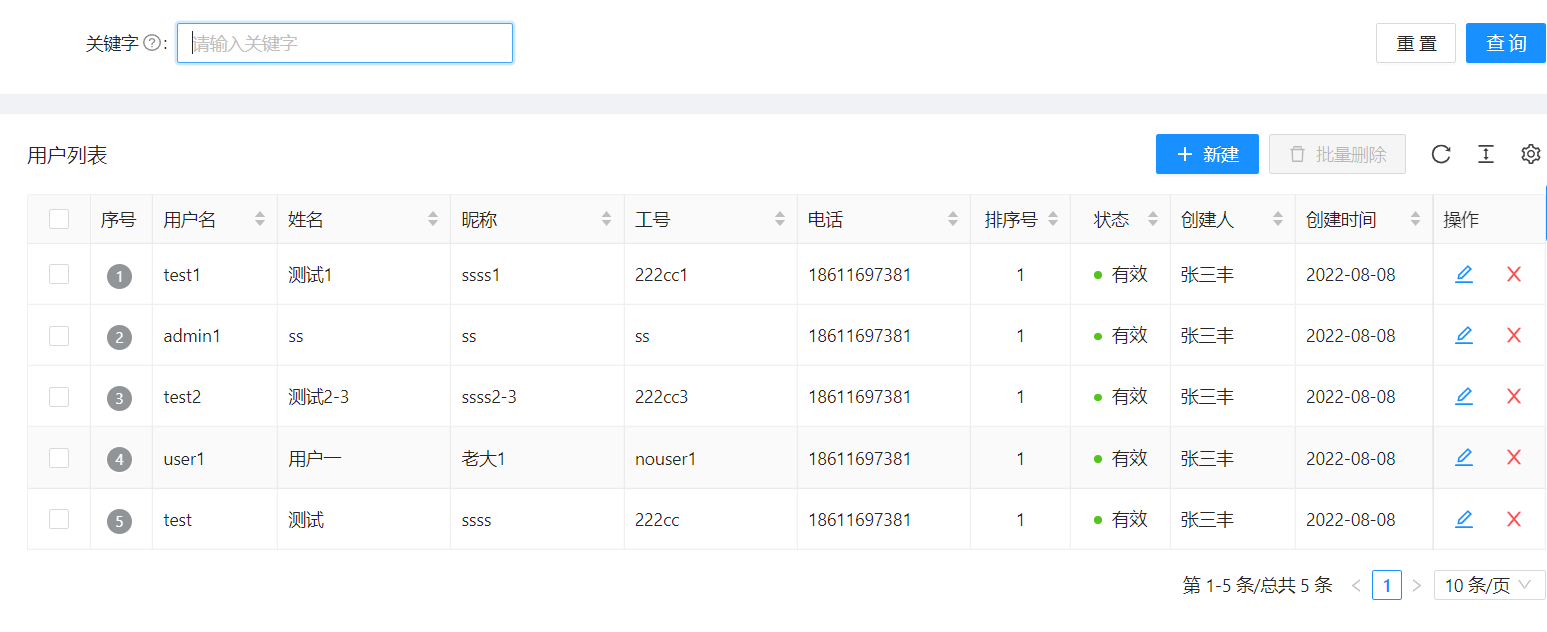 关键字 : 请输入关键字 重 置 查 询
用户列表 新建 批量删除
序号 用户名 姓名 昵称 工号 电话 排序号 状态 创建人 创建时间 操作
1 test1 测试1 ssss1 222cc1 18611697381 1 有效 张三丰 2022-08-08
2 admin1 ss ss ss 18611697381 1 有效 张三丰 2022-08-08
3 test2 测试2-3 ssss2-3 222cc3 18611697381 1 有效 张三丰 2022-08-08
4 user1 用户一 老大1 nouser1 18611697381 1 有效 张三丰 2022-08-08
5 test 测试 ssss 222cc 18611697381 1 有效 张三丰 2022-08-08
第 1-5 条/总共 5 条 < 1 > 10 条/页